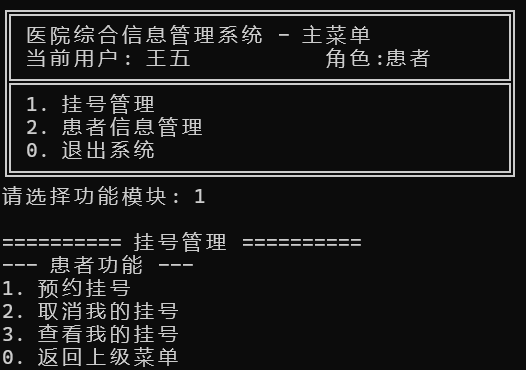 医院综合信息管理系统 - 主菜单
当前用户: 王五 角色:患者
1. 挂号管理
2. 患者信息管理
0. 退出系统
请选择功能模块: 1
========== 挂号管理 ==========
--- 患者功能 ---
1. 预约挂号
2. 取消我的挂号
3. 查看我的挂号
0. 返回上级菜单